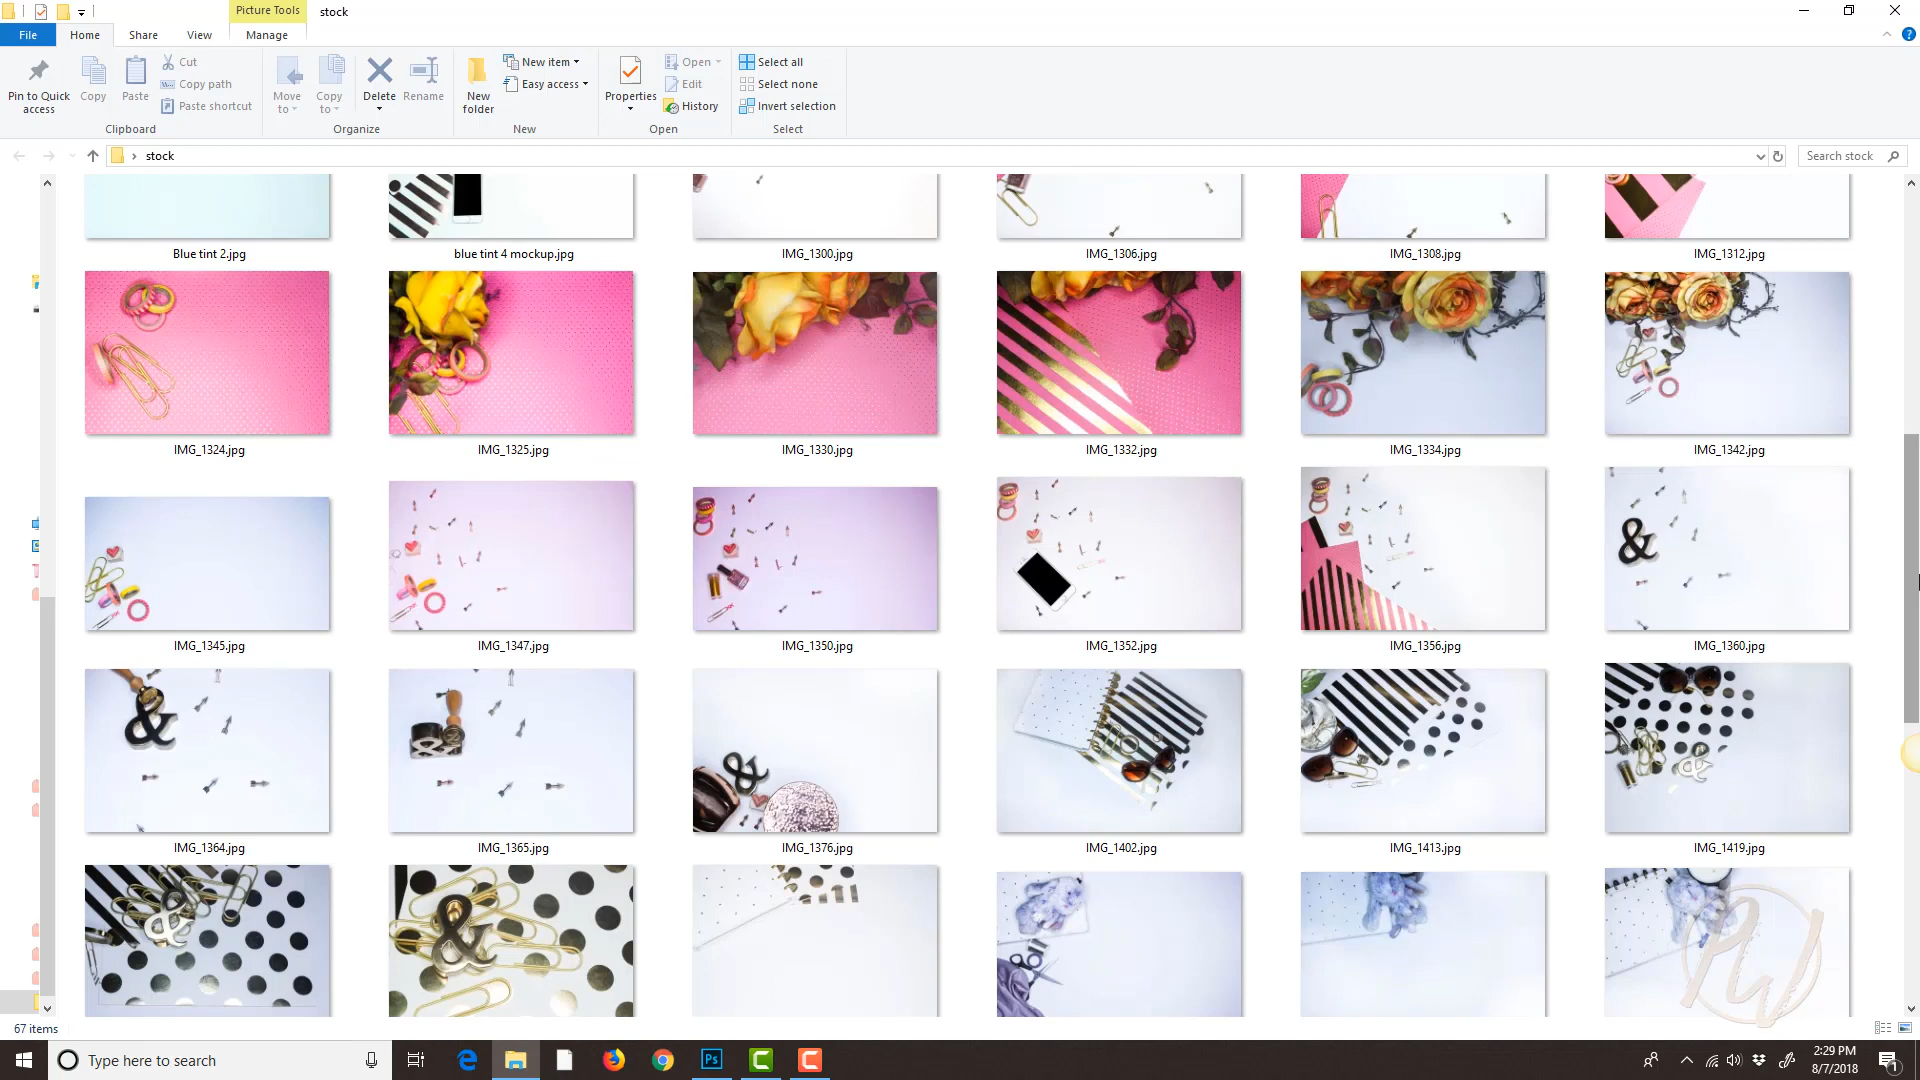 Picture Tools
stock
File
Home
Share
View
Manage
Pin to Quick access
Copy
Paste
Cut
Copy path
Paste shortcut
Clipboard
Move to
Copy to
Delete
Rename
Organize
New folder
New item
Easy access
New
Properties
Open
Edit
History
Open
Select all
Select none
Invert selection
Select
stock
Search stock
Blue tint 2.jpg
blue tint 4 mockup.jpg
IMG_1300.jpg
IMG_1306.jpg
IMG_1308.jpg
IMG_1312.jpg
IMG_1324.jpg
IMG_1325.jpg
IMG_1330.jpg
IMG_1332.jpg
IMG_1334.jpg
IMG_1342.jpg
IMG_1345.jpg
IMG_1347.jpg
IMG_1350.jpg
IMG_1352.jpg
IMG_1356.jpg
IMG_1360.jpg
&
&
&
&
IMG_1364.jpg
IMG_1365.jpg
IMG_1376.jpg
IMG_1402.jpg
IMG_1413.jpg
IMG_1419.jpg
&
&
&
PW
67 items
Type here to search
Ps
2:29 PM
8/7/2018
1